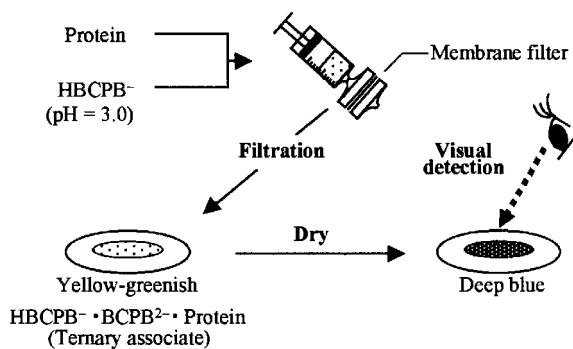 Protein
HBCPB⁻
(pH = 3.0)
Membrane filter
Filtration
Visual
detection
Dry
Yellow-greenish
HBCPB⁻・BCPB²⁻・Protein
(Ternary associate)
Deep blue